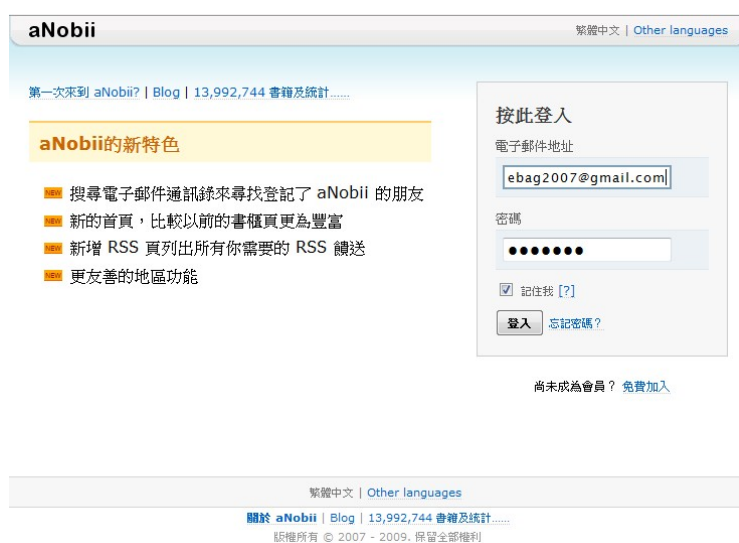 aNobii
繁體中文 | Other languages
第一次來到 aNobii? | Blog | 13,992,744 書籍及統計......
aNobii的新特色
NEW 搜尋電子郵件通訊錄來尋找登記了 aNobii 的朋友
NEW 新的首頁，比較以前的書櫃頁更為豐富
NEW 新增 RSS 頁列出所有你需要的 RSS 饋送
NEW 更友善的地區功能
按此登入
電子郵件地址
ebag2007@gmail.com
密碼
●●●●●●●
記住我 [?]
登入 忘記密碼？
尚未成為會員？ 免費加入
繁體中文 | Other languages
關於 aNobii | Blog | 13,992,744 書籍及統計......
版權所有 © 2007 - 2009. 保留全部權利